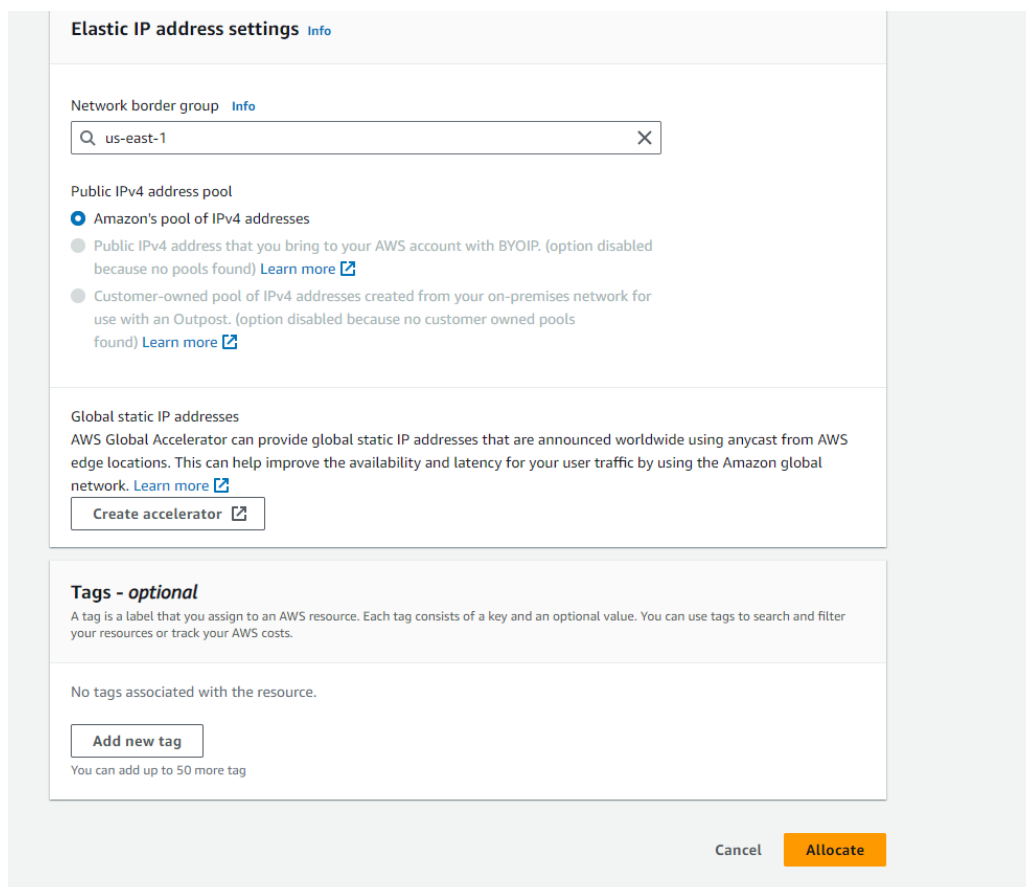 Elastic IP address settings Info
Network border group Info
us-east-1
Public IPv4 address pool
Amazon's pool of IPv4 addresses
Public IPv4 address that you bring to your AWS account with BYOIP. (option disabled
because no pools found) Learn more
Customer-owned pool of IPv4 addresses created from your on-premises network for
use with an Outpost. (option disabled because no customer owned pools
found) Learn more
Global static IP addresses
AWS Global Accelerator can provide global static IP addresses that are announced worldwide using anycast from AWS
edge locations. This can help improve the availability and latency for your user traffic by using the Amazon global
network. Learn more
Create accelerator
Tags - optional
A tag is a label that you assign to an AWS resource. Each tag consists of a key and an optional value. You can use tags to search and filter
your resources or track your AWS costs.
No tags associated with the resource.
Add new tag
You can add up to 50 more tag
Cancel Allocate